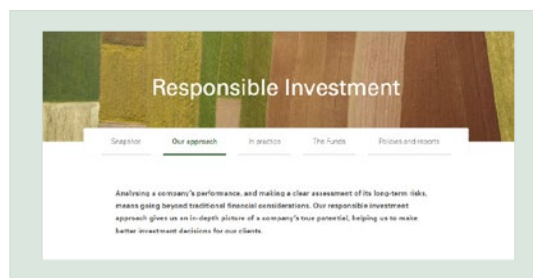 Responsible Investment
Snapshot Our approach In practice The Funds Policies and reports
Analysing a company's performance, and making a clear assessment of its long-term risks,
means going beyond traditional financial considerations. Our responsible investment
approach gives us an in-depth picture of a company's true potential, helping us to make
better investment decisions for our clients.